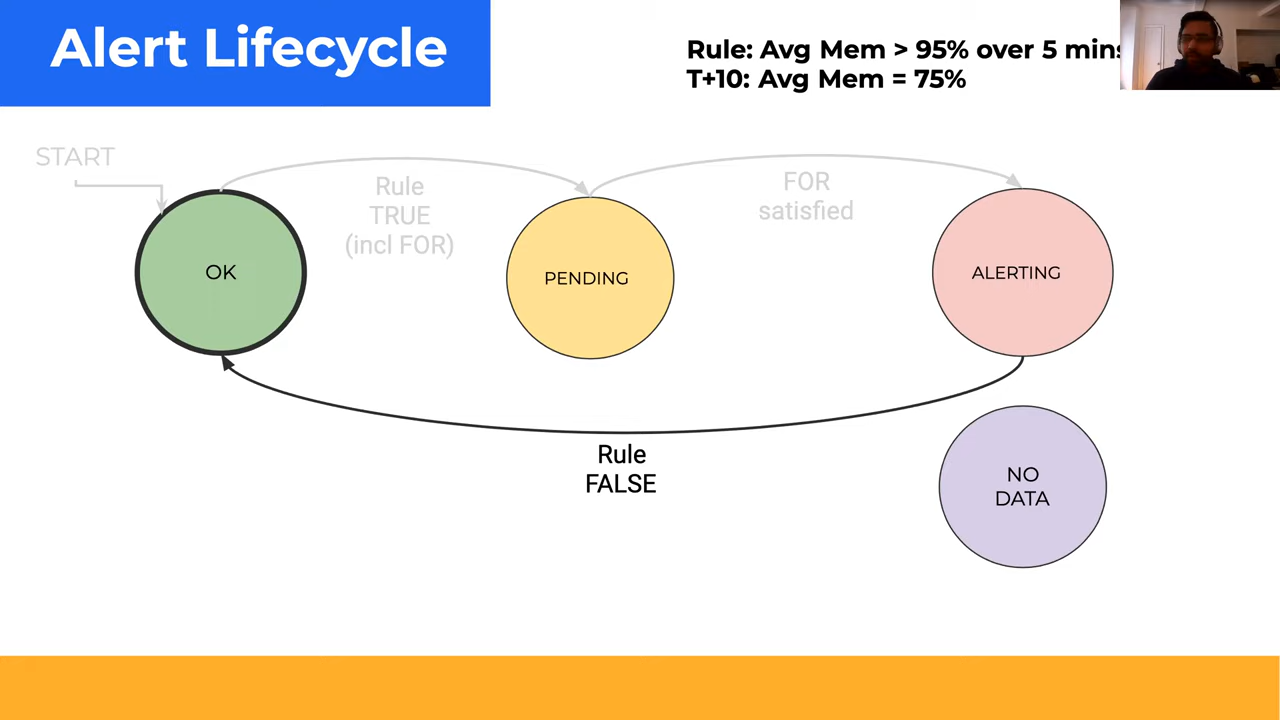 Alert Lifecycle
Rule: Avg Mem > 95% over 5 mins
T+10: Avg Mem = 75%
START
Rule
TRUE
(incl FOR)
FOR
satisfied
OK
PENDING
ALERTING
Rule
FALSE
NO
DATA